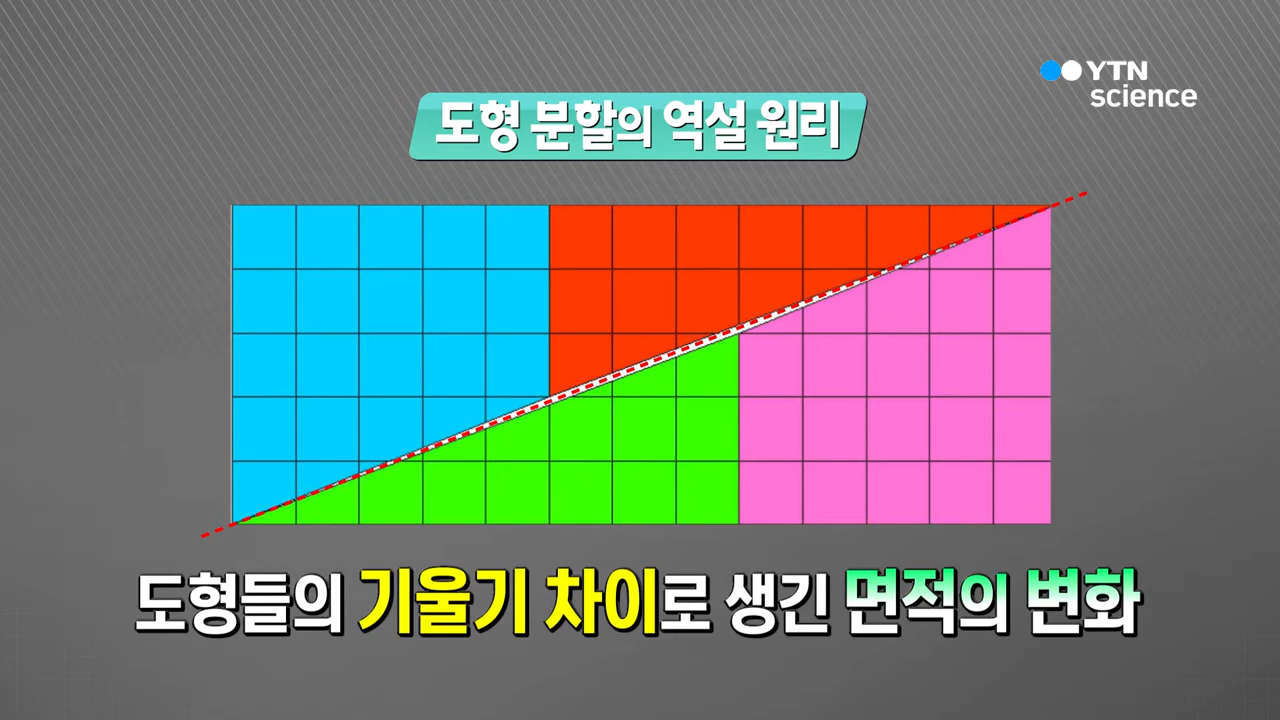 YTN
science
도형 분할의 역설 원리
도형들의 기울기 차이로 생긴 면적의 변화